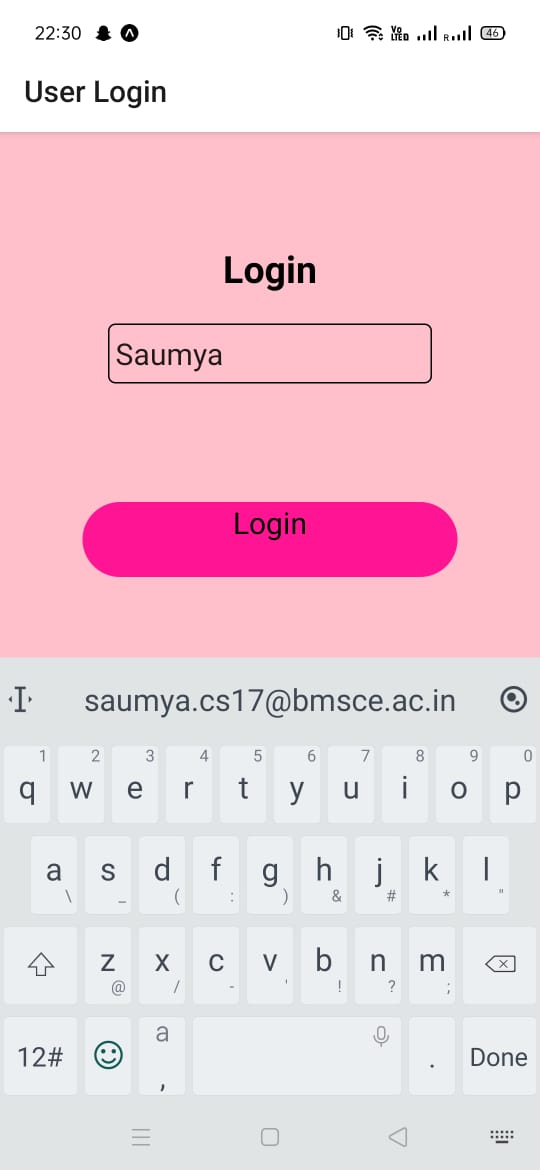 22:30 Vo LTED R 46
User Login
Login
Saumya
Login
saumya.cs17@bmsce.ac.in
1 2 3 4 5 6 7 8 9 0
q w e r t y u i o p
a s d f g h j k l
\ _ ( : ) & # * "
z x c v b n m
@ / - ' ! ? ;
12# a , . Done